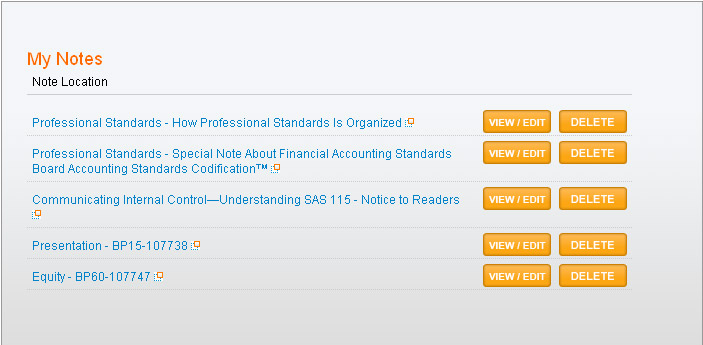 My Notes
Note Location
Professional Standards - How Professional Standards Is Organized
VIEW / EDIT DELETE
Professional Standards - Special Note About Financial Accounting Standards
Board Accounting Standards Codification™
VIEW / EDIT DELETE
Communicating Internal Control—Understanding SAS 115 - Notice to Readers
VIEW / EDIT DELETE
Presentation - BP15-107738
VIEW / EDIT DELETE
Equity - BP60-107747
VIEW / EDIT DELETE